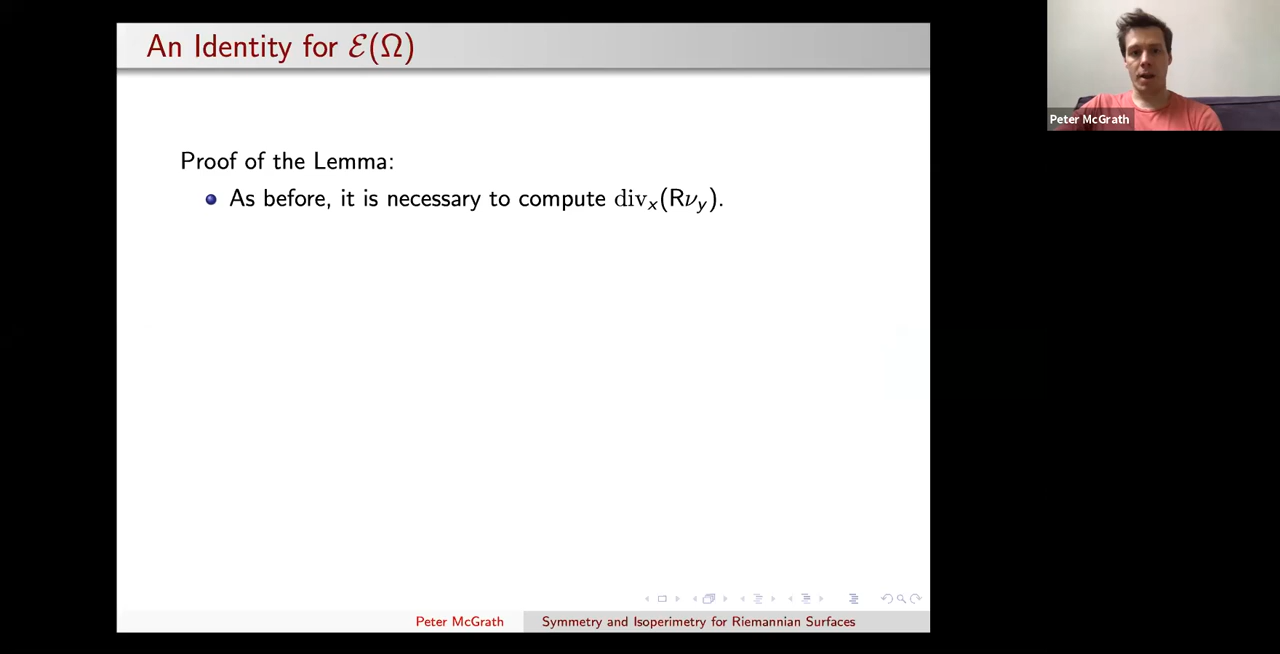 An Identity for ℰ(Ω)
Peter McGrath
Proof of the Lemma:
As before, it is necessary to compute divₓ(Rν_y).
Peter McGrath
Symmetry and Isoperimetry for Riemannian Surfaces